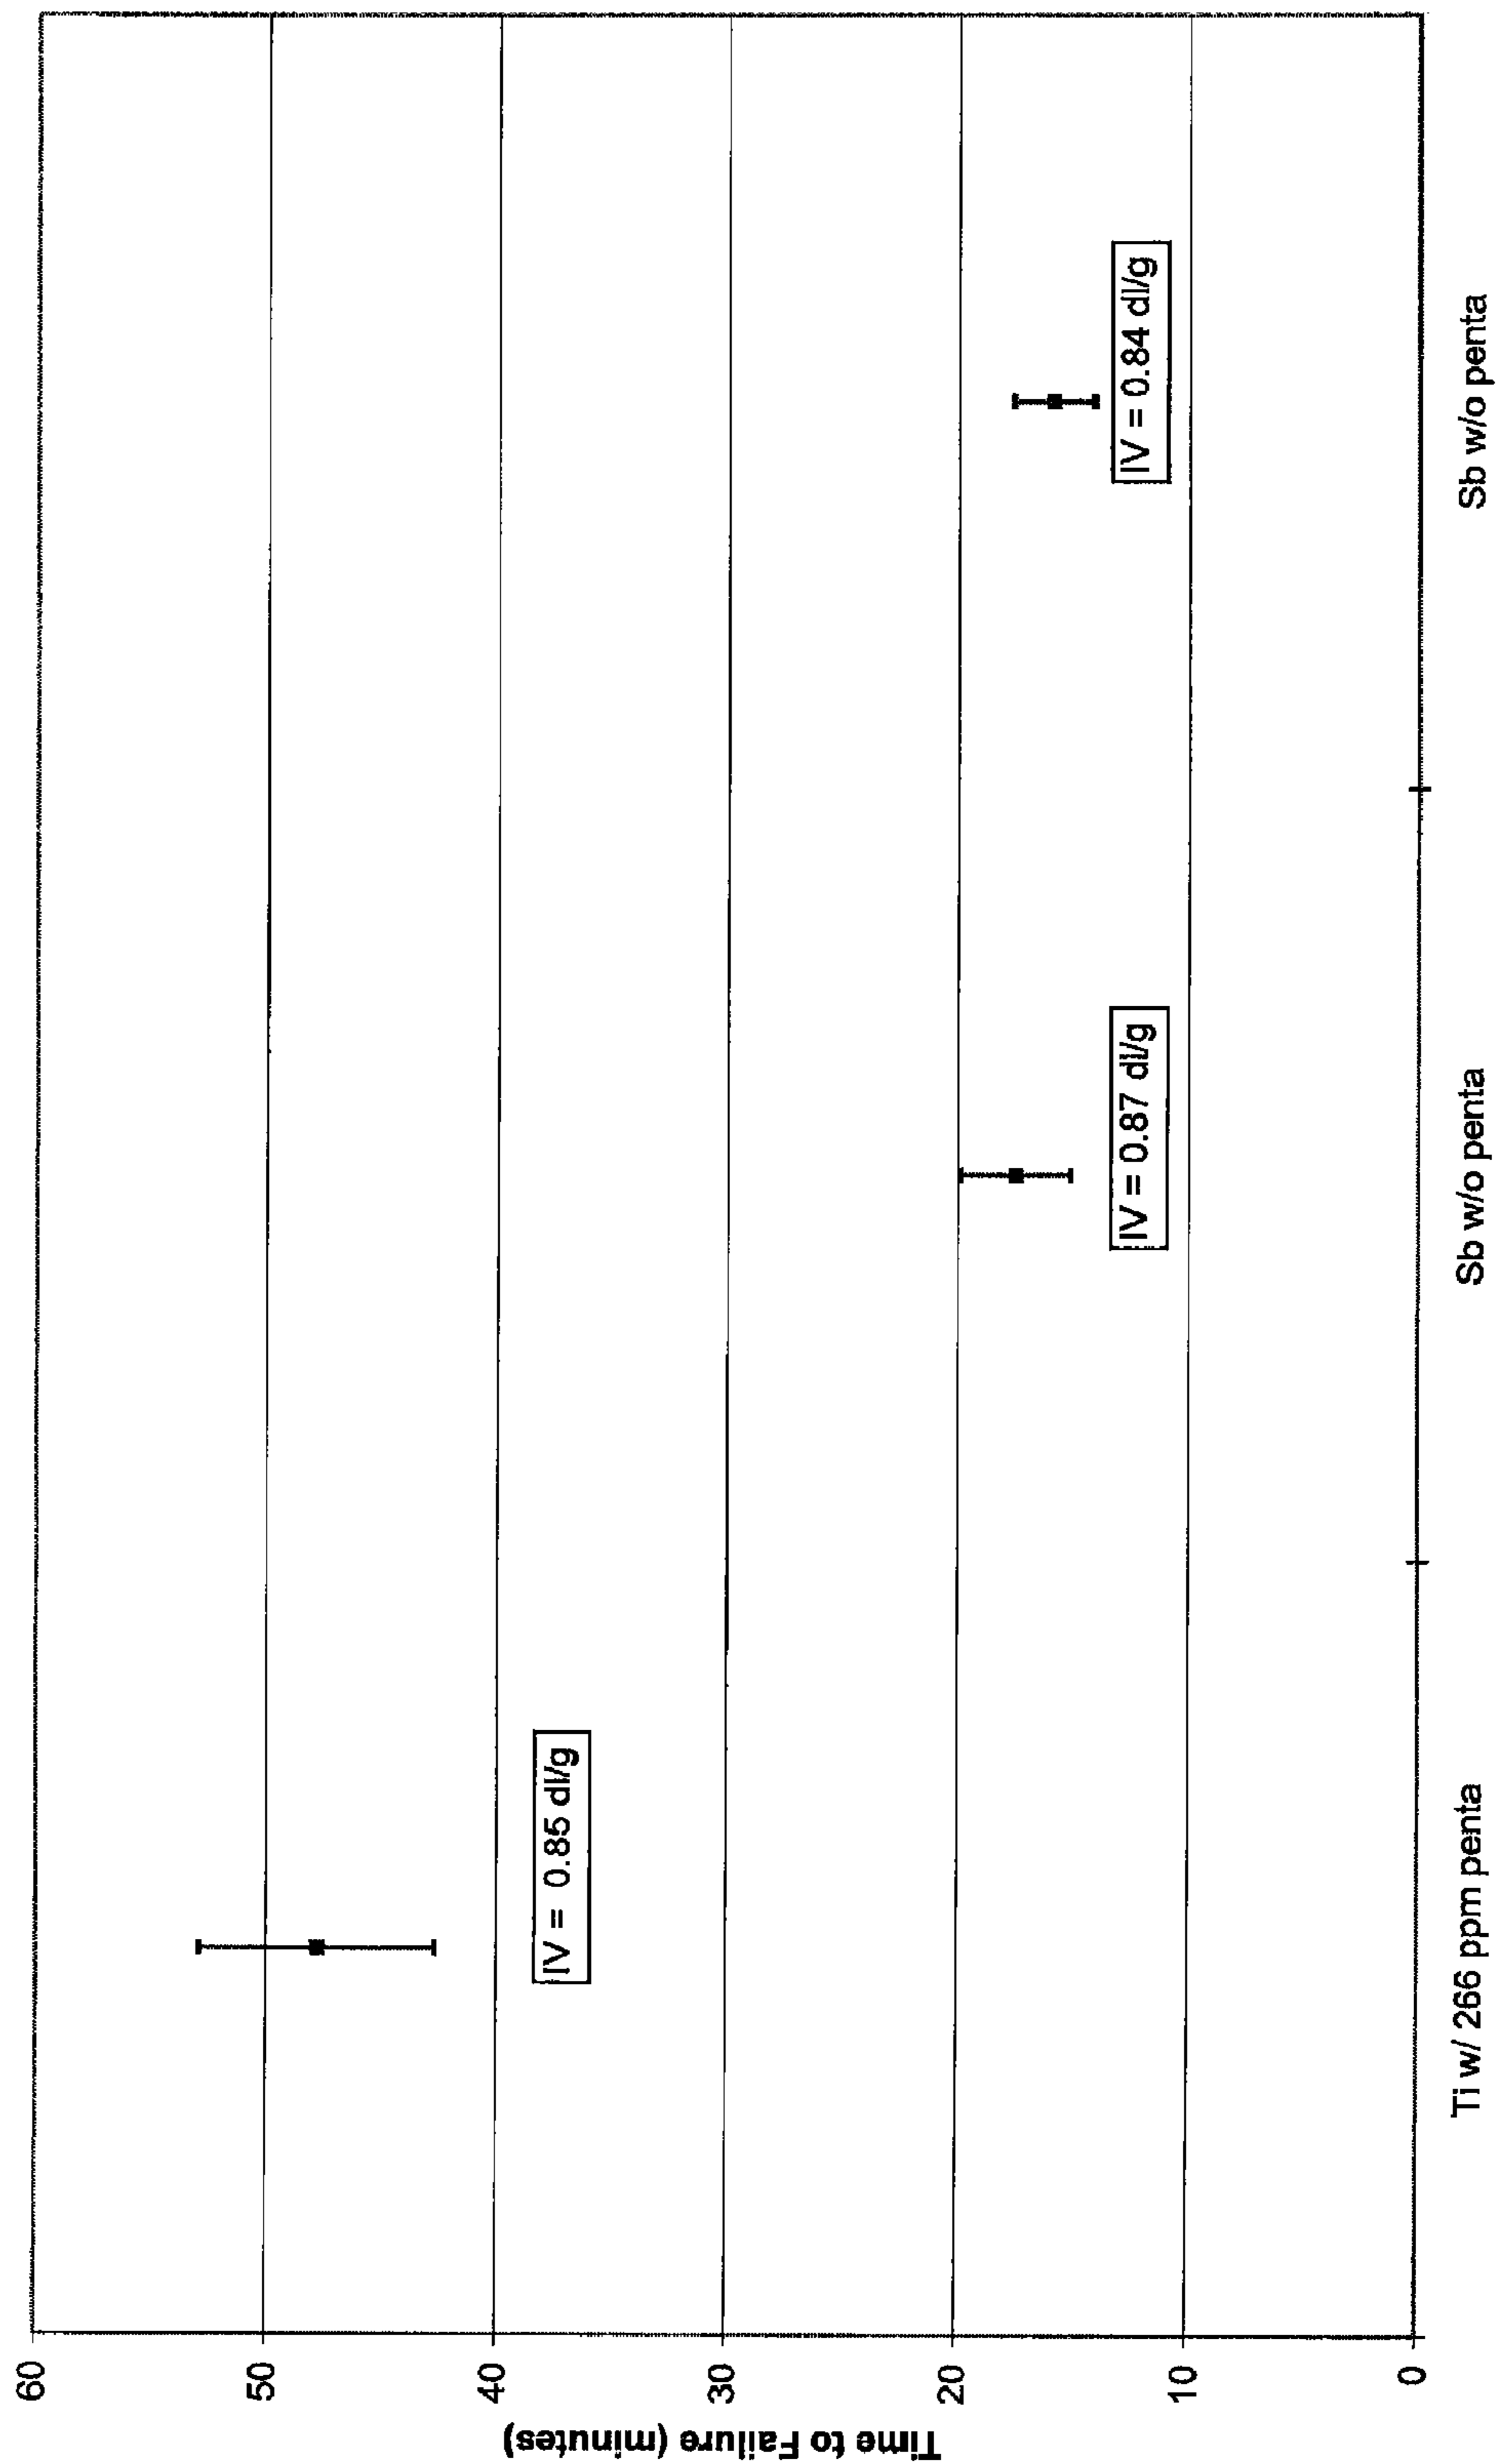 Time to Failure (minutes)
60
50
40
30
20
10
0
IV = 0.85 dl/g
IV = 0.87 dl/g
IV = 0.84 dl/g
Ti w/ 266 ppm penta
Sb w/o penta
Sb w/o penta